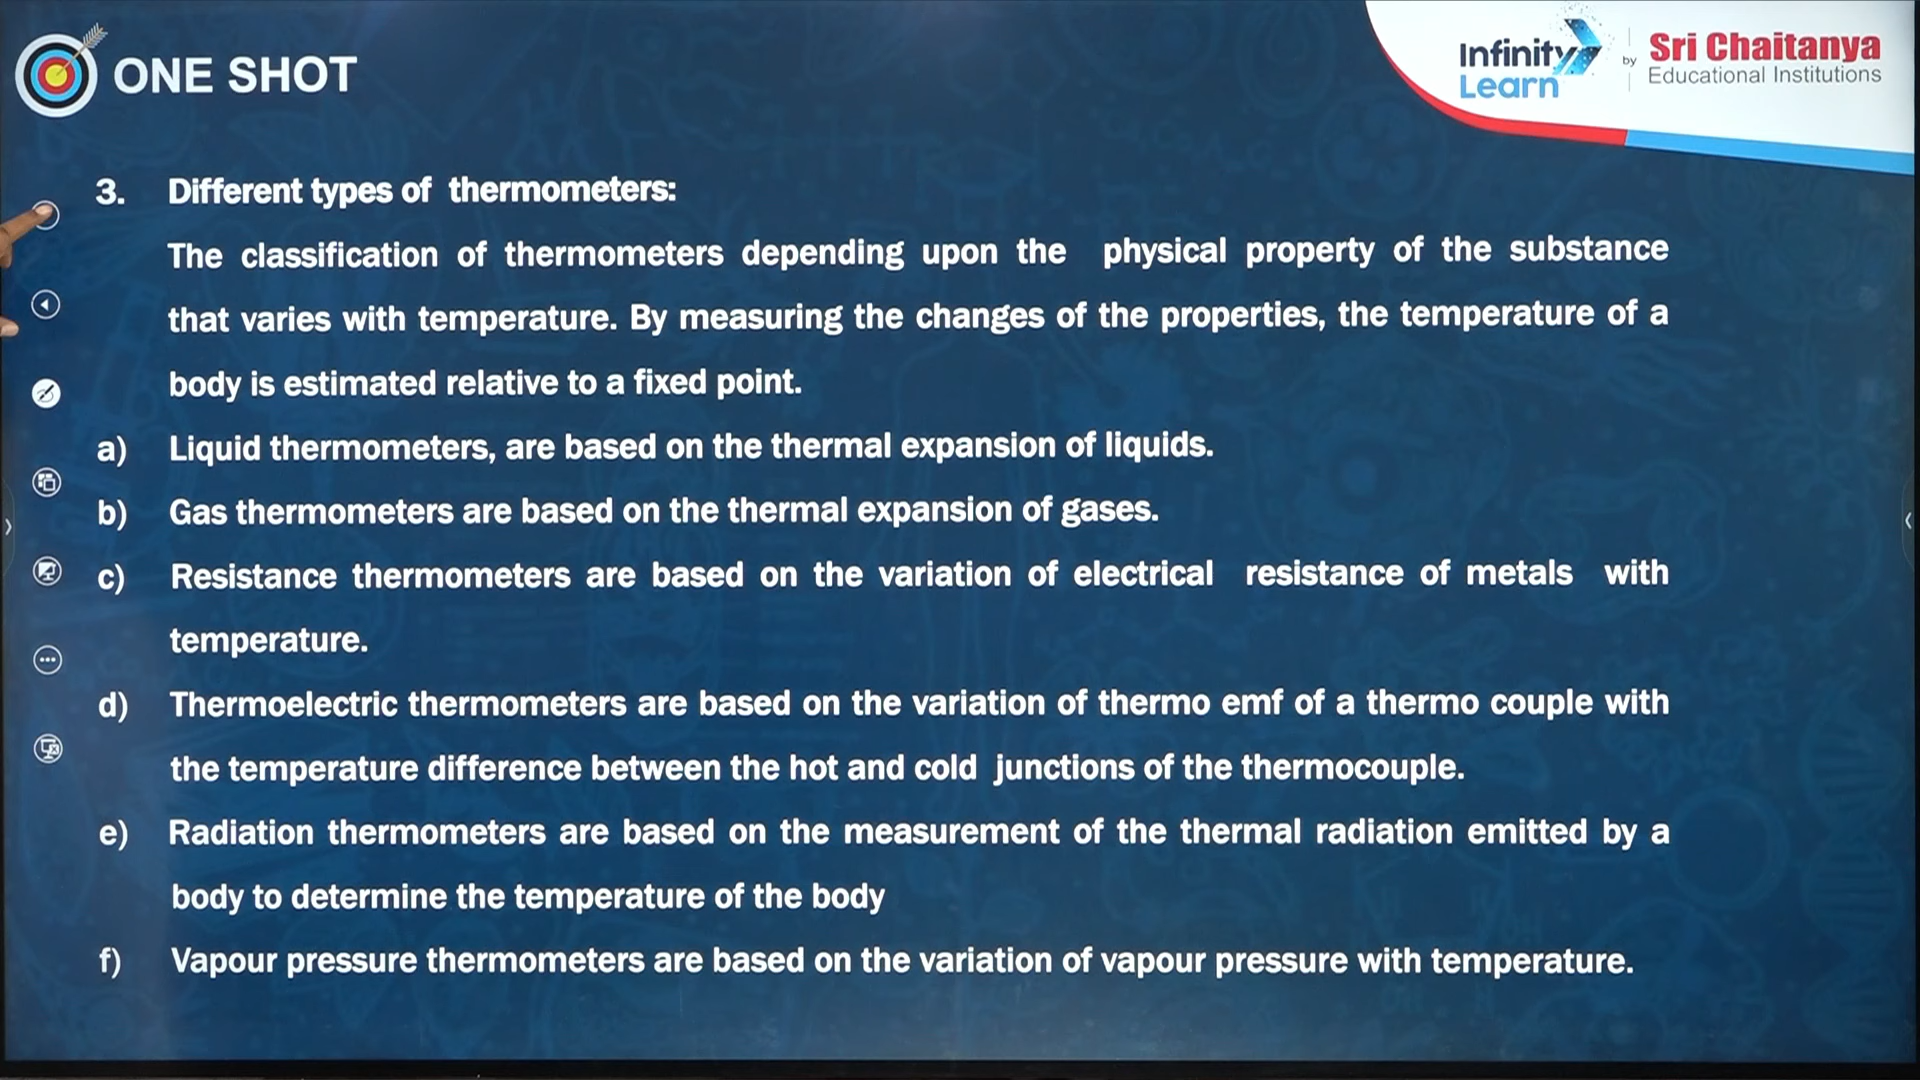 ONE SHOT
Infinity
Learn
by
Sri Chaitanya
Educational Institutions
3. Different types of thermometers:
The classification of thermometers depending upon the physical property of the substance
that varies with temperature. By measuring the changes of the properties, the temperature of a
body is estimated relative to a fixed point.
a) Liquid thermometers, are based on the thermal expansion of liquids.
b) Gas thermometers are based on the thermal expansion of gases.
c) Resistance thermometers are based on the variation of electrical resistance of metals with
temperature.
d) Thermoelectric thermometers are based on the variation of thermo emf of a thermo couple with
the temperature difference between the hot and cold junctions of the thermocouple.
e) Radiation thermometers are based on the measurement of the thermal radiation emitted by a
body to determine the temperature of the body
f) Vapour pressure thermometers are based on the variation of vapour pressure with temperature.